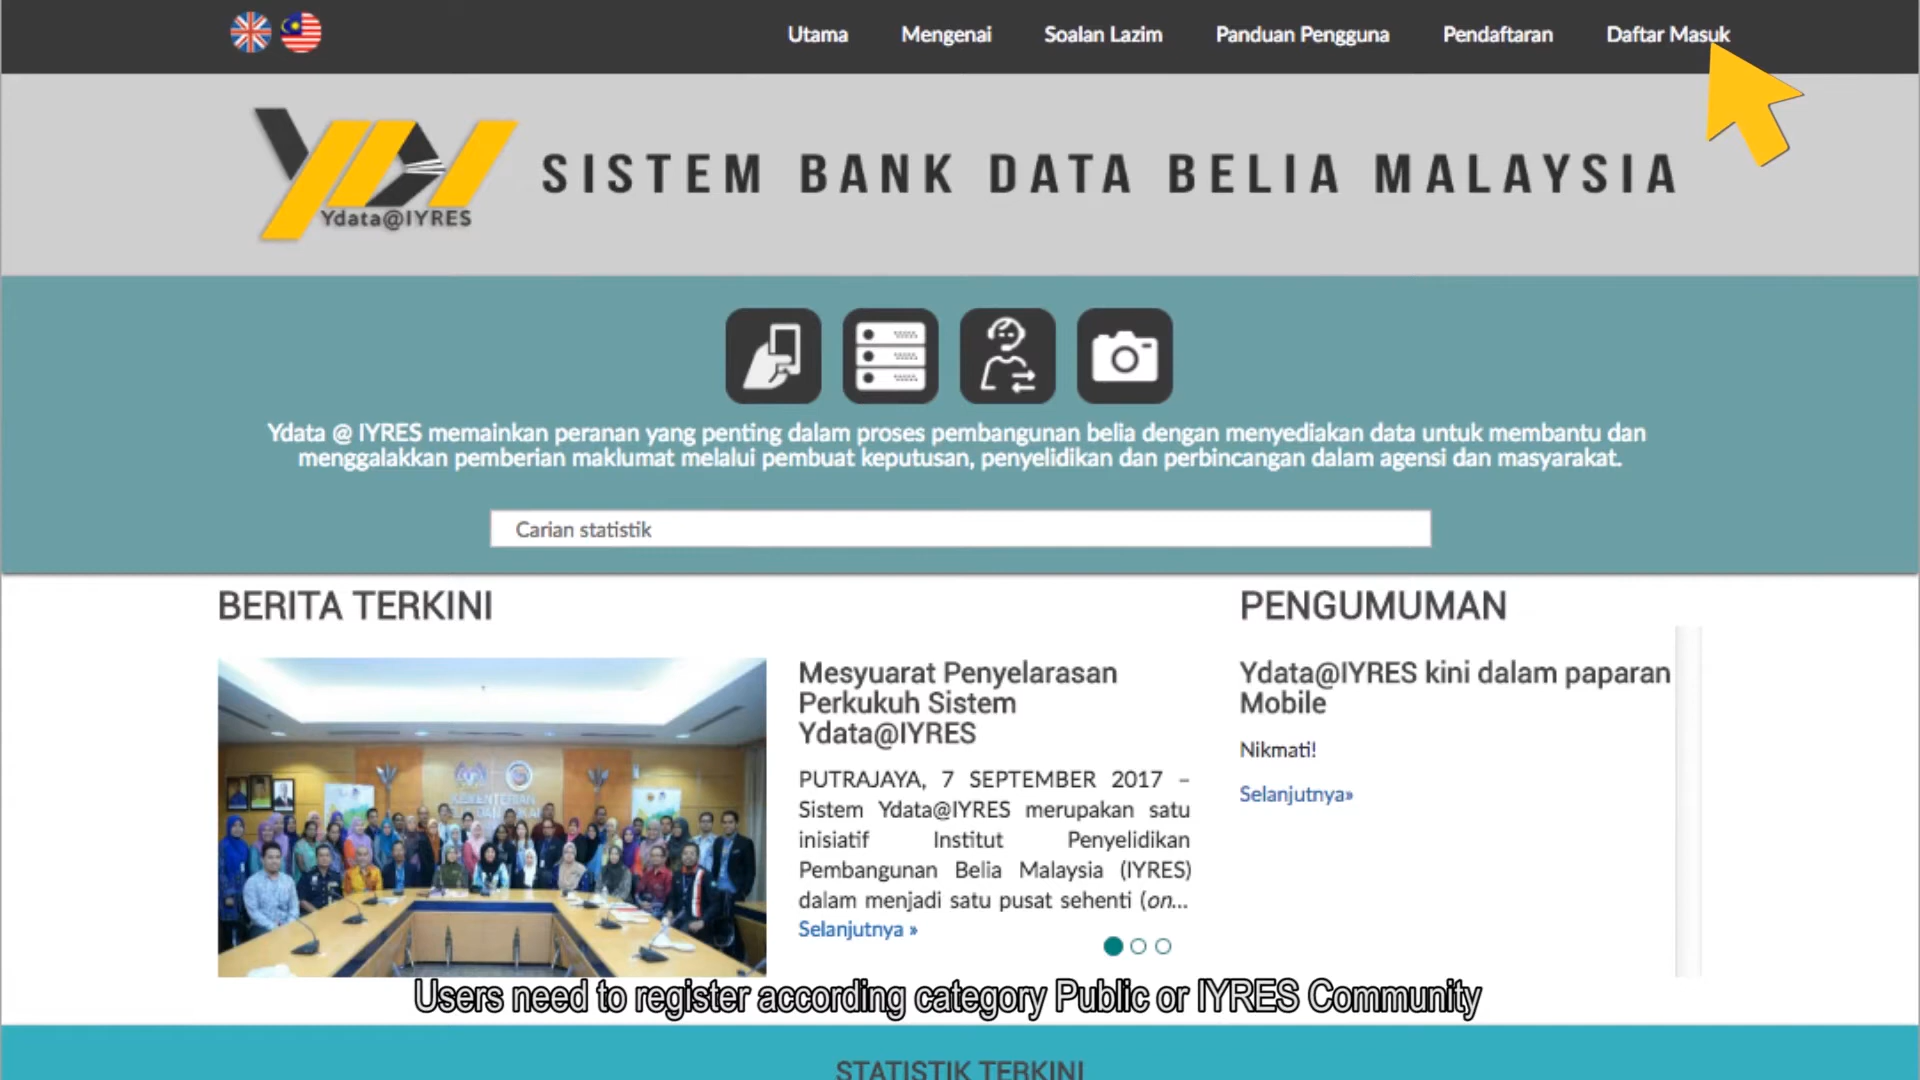 Utama Mengenai Soalan Lazim Panduan Pengguna Pendaftaran Daftar Masuk
Ydata@IYRES
SISTEM BANK DATA BELIA MALAYSIA
Ydata @ IYRES memainkan peranan yang penting dalam proses pembangunan belia dengan menyediakan data untuk membantu dan
menggalakkan pemberian maklumat melalui pembuat keputusan, penyelidikan dan perbincangan dalam agensi dan masyarakat.
Carian statistik
BERITA TERKINI
Mesyuarat Penyelarasan
Perkukuh Sistem
Ydata@IYRES
PUTRAJAYA, 7 SEPTEMBER 2017 –
Sistem Ydata@IYRES merupakan satu
inisiatif Institut Penyelidikan
Pembangunan Belia Malaysia (IYRES)
dalam menjadi satu pusat sehenti (on...
Selanjutnya »
PENGUMUMAN
Ydata@IYRES kini dalam paparan
Mobile
Nikmati!
Selanjutnya»
Users need to register according category Public or IYRES Community
STATISTIK TERKINI